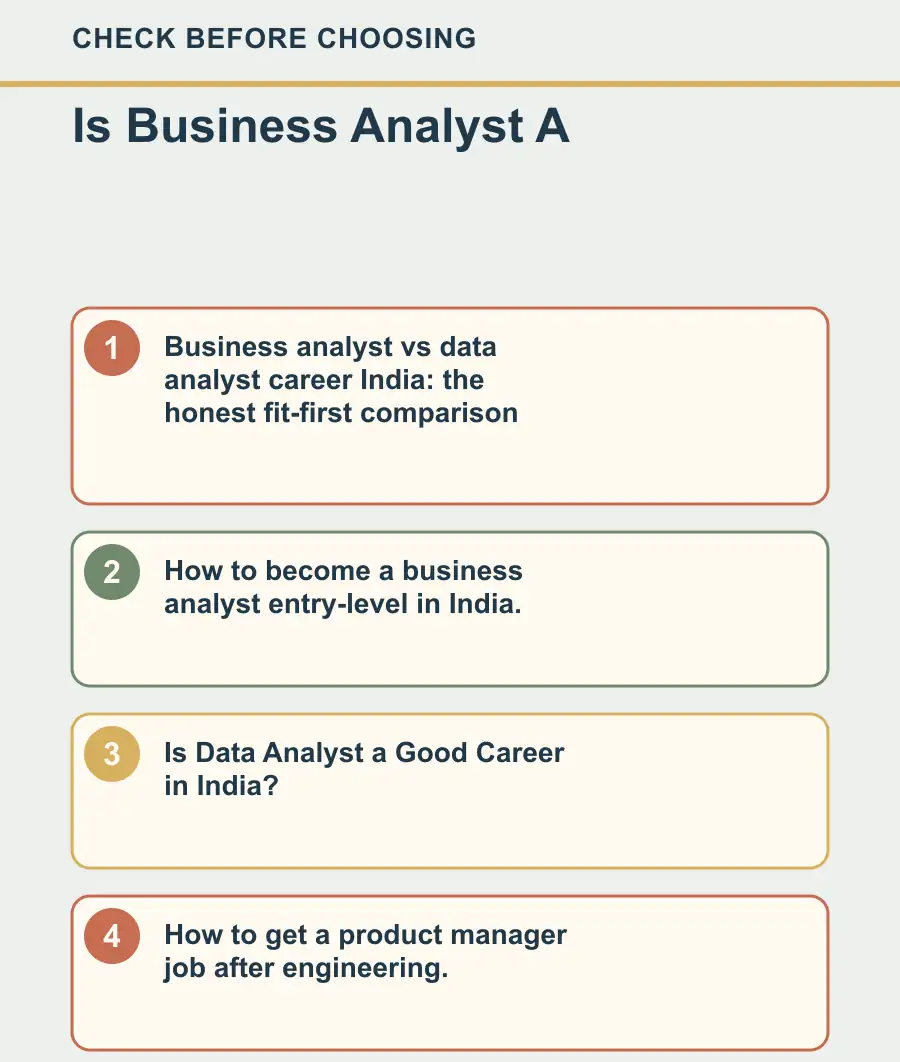 CHECK BEFORE CHOOSING
Is Business Analyst A
1
Business analyst vs data
analyst career India: the
honest fit-first comparison
2
How to become a business
analyst entry-level in India.
3
Is Data Analyst a Good Career
in India?
4
How to get a product manager
job after engineering.